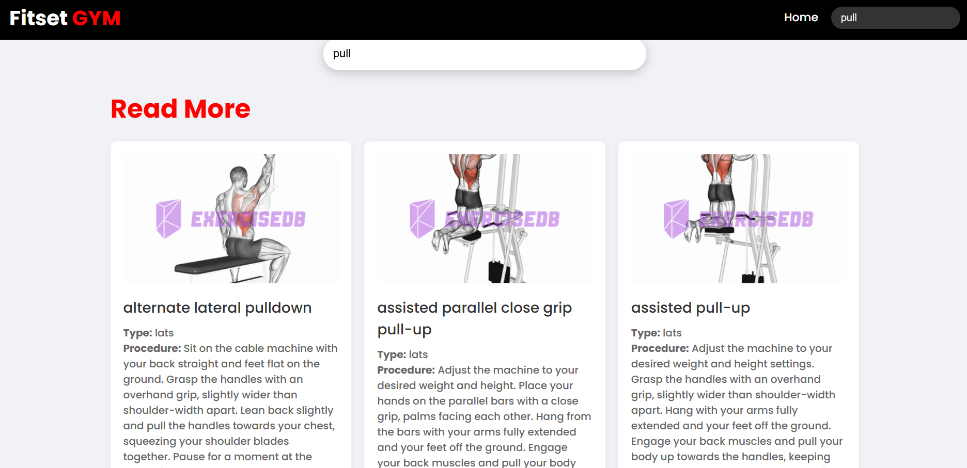 Fitset GYM
Home
pull
pull
Read More
EXERCISEDB
EXERCISEDB
EXERCISEDB
alternate lateral pulldown
Type: lats
Procedure: Sit on the cable machine with
your back straight and feet flat on the
ground. Grasp the handles with an
overhand grip, slightly wider than
shoulder-width apart. Lean back slightly
and pull the handles towards your chest,
squeezing your shoulder blades
together. Pause for a moment at the
assisted parallel close grip
pull-up
Type: lats
Procedure: Adjust the machine to your
desired weight and height. Place your
hands on the parallel bars with a close
grip, palms facing each other. Hang from
the bars with your arms fully extended
and your feet off the ground. Engage
your back muscles and pull your body
assisted pull-up
Type: lats
Procedure: Adjust the machine to your
desired weight and height settings.
Grasp the handles with an overhand
grip, slightly wider than shoulder-width
apart. Hang with your arms fully
extended and your feet off the ground.
Engage your back muscles and pull your
body up towards the handles, keeping